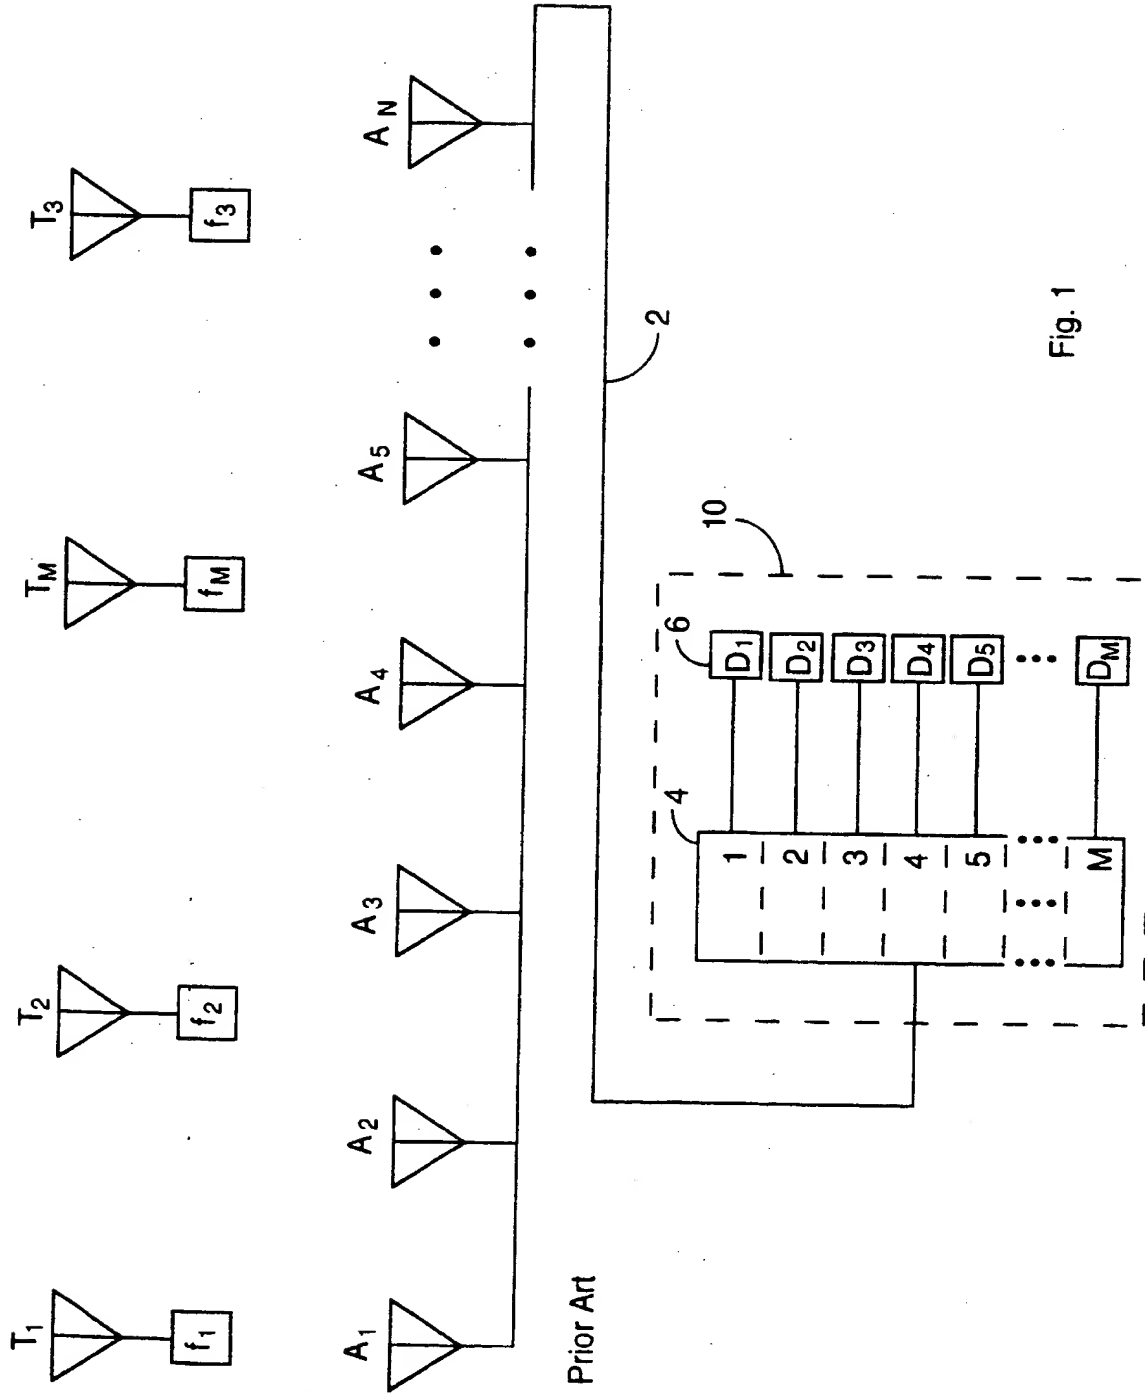 T1 T2 TM T3
f1 f2 fM f3
A1 A2 A3 A4 A5 AN
2
Prior Art
10
4
6
1 D1
2 D2
3 D3
4 D4
5 D5
M DM
Fig. 1